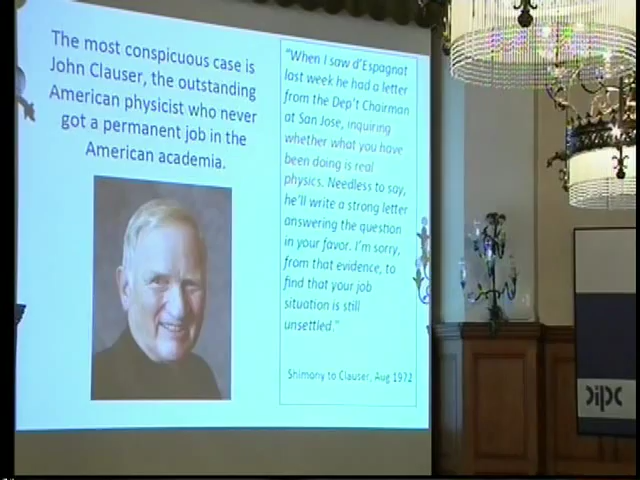 The most conspicuous case is
John Clauser, the outstanding
American physicist who never
got a permanent job in the
American academia.
"When I saw d'Espagnat
last week he had a letter
from the Dep't Chairman
at San Jose, inquiring
whether what you have
been doing is real
physics. Needless to say,
he'll write a strong letter
answering the question
in your favor. I'm sorry,
from that evidence, to
find that your job
situation is still
unsettled."
Shimony to Clauser, Aug 1972
dipc